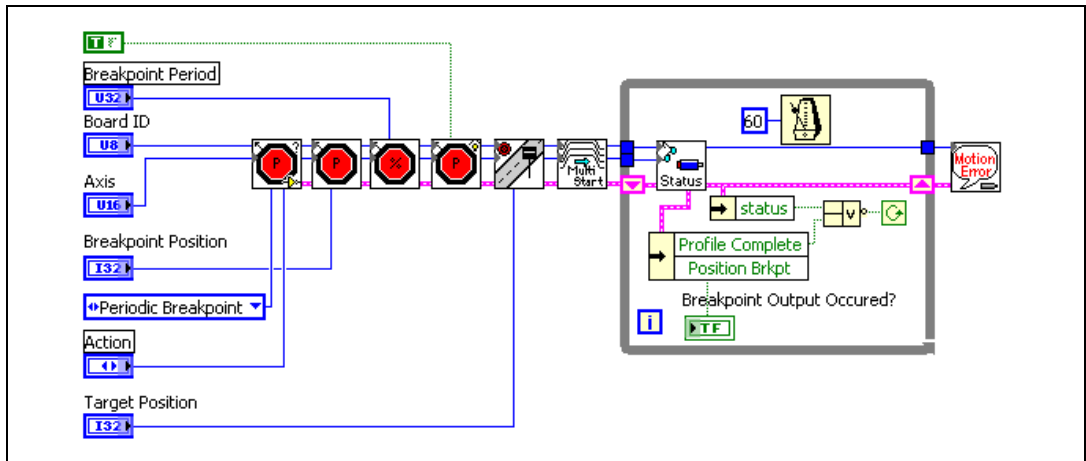 T F
Breakpoint Period
U32
Board ID
U8
Axis
U16
Breakpoint Position
I32
Periodic Breakpoint
Action
Target Position
I32
P ?
P
%
P
Multi
Start
60
Status
status
Profile Complete
Position Brkpt
Breakpoint Output Occured?
TF
i
v
Motion
Error